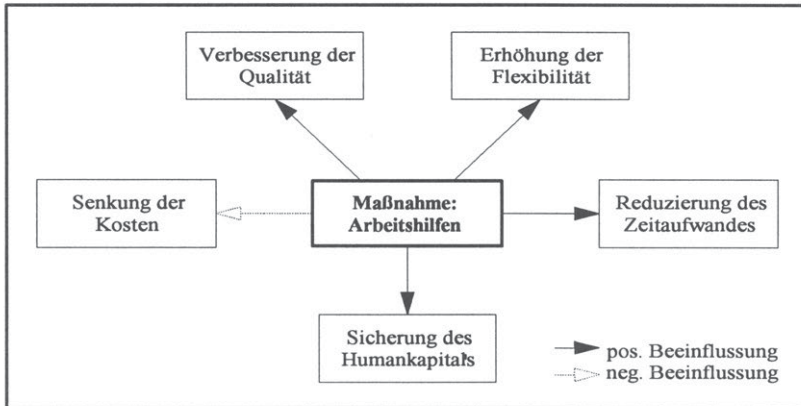 Verbesserung der
Qualität
Erhöhung der
Flexibilität
Senkung der
Kosten
Maßnahme:
Arbeitshilfen
Reduzierung des
Zeitaufwandes
Sicherung des
Humankapitals
pos. Beeinflussung
neg. Beeinflussung